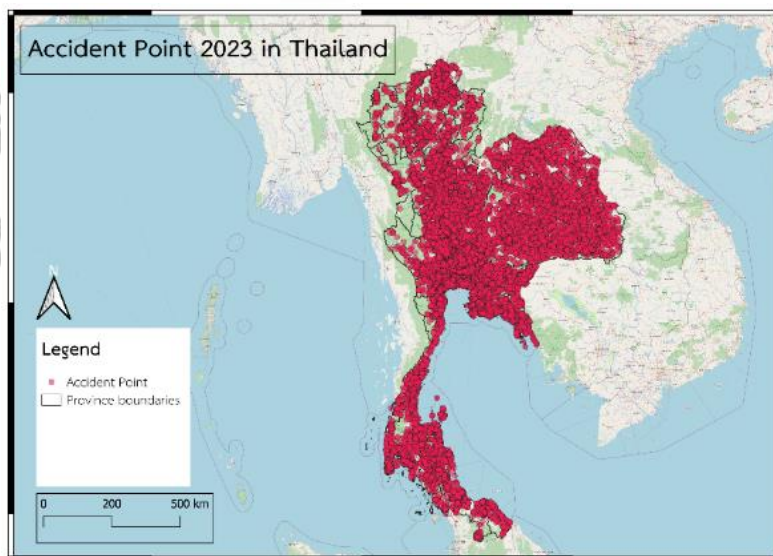 Accident Point 2023 in Thailand
N
Legend
Accident Point
Province boundaries
0 200 500 km